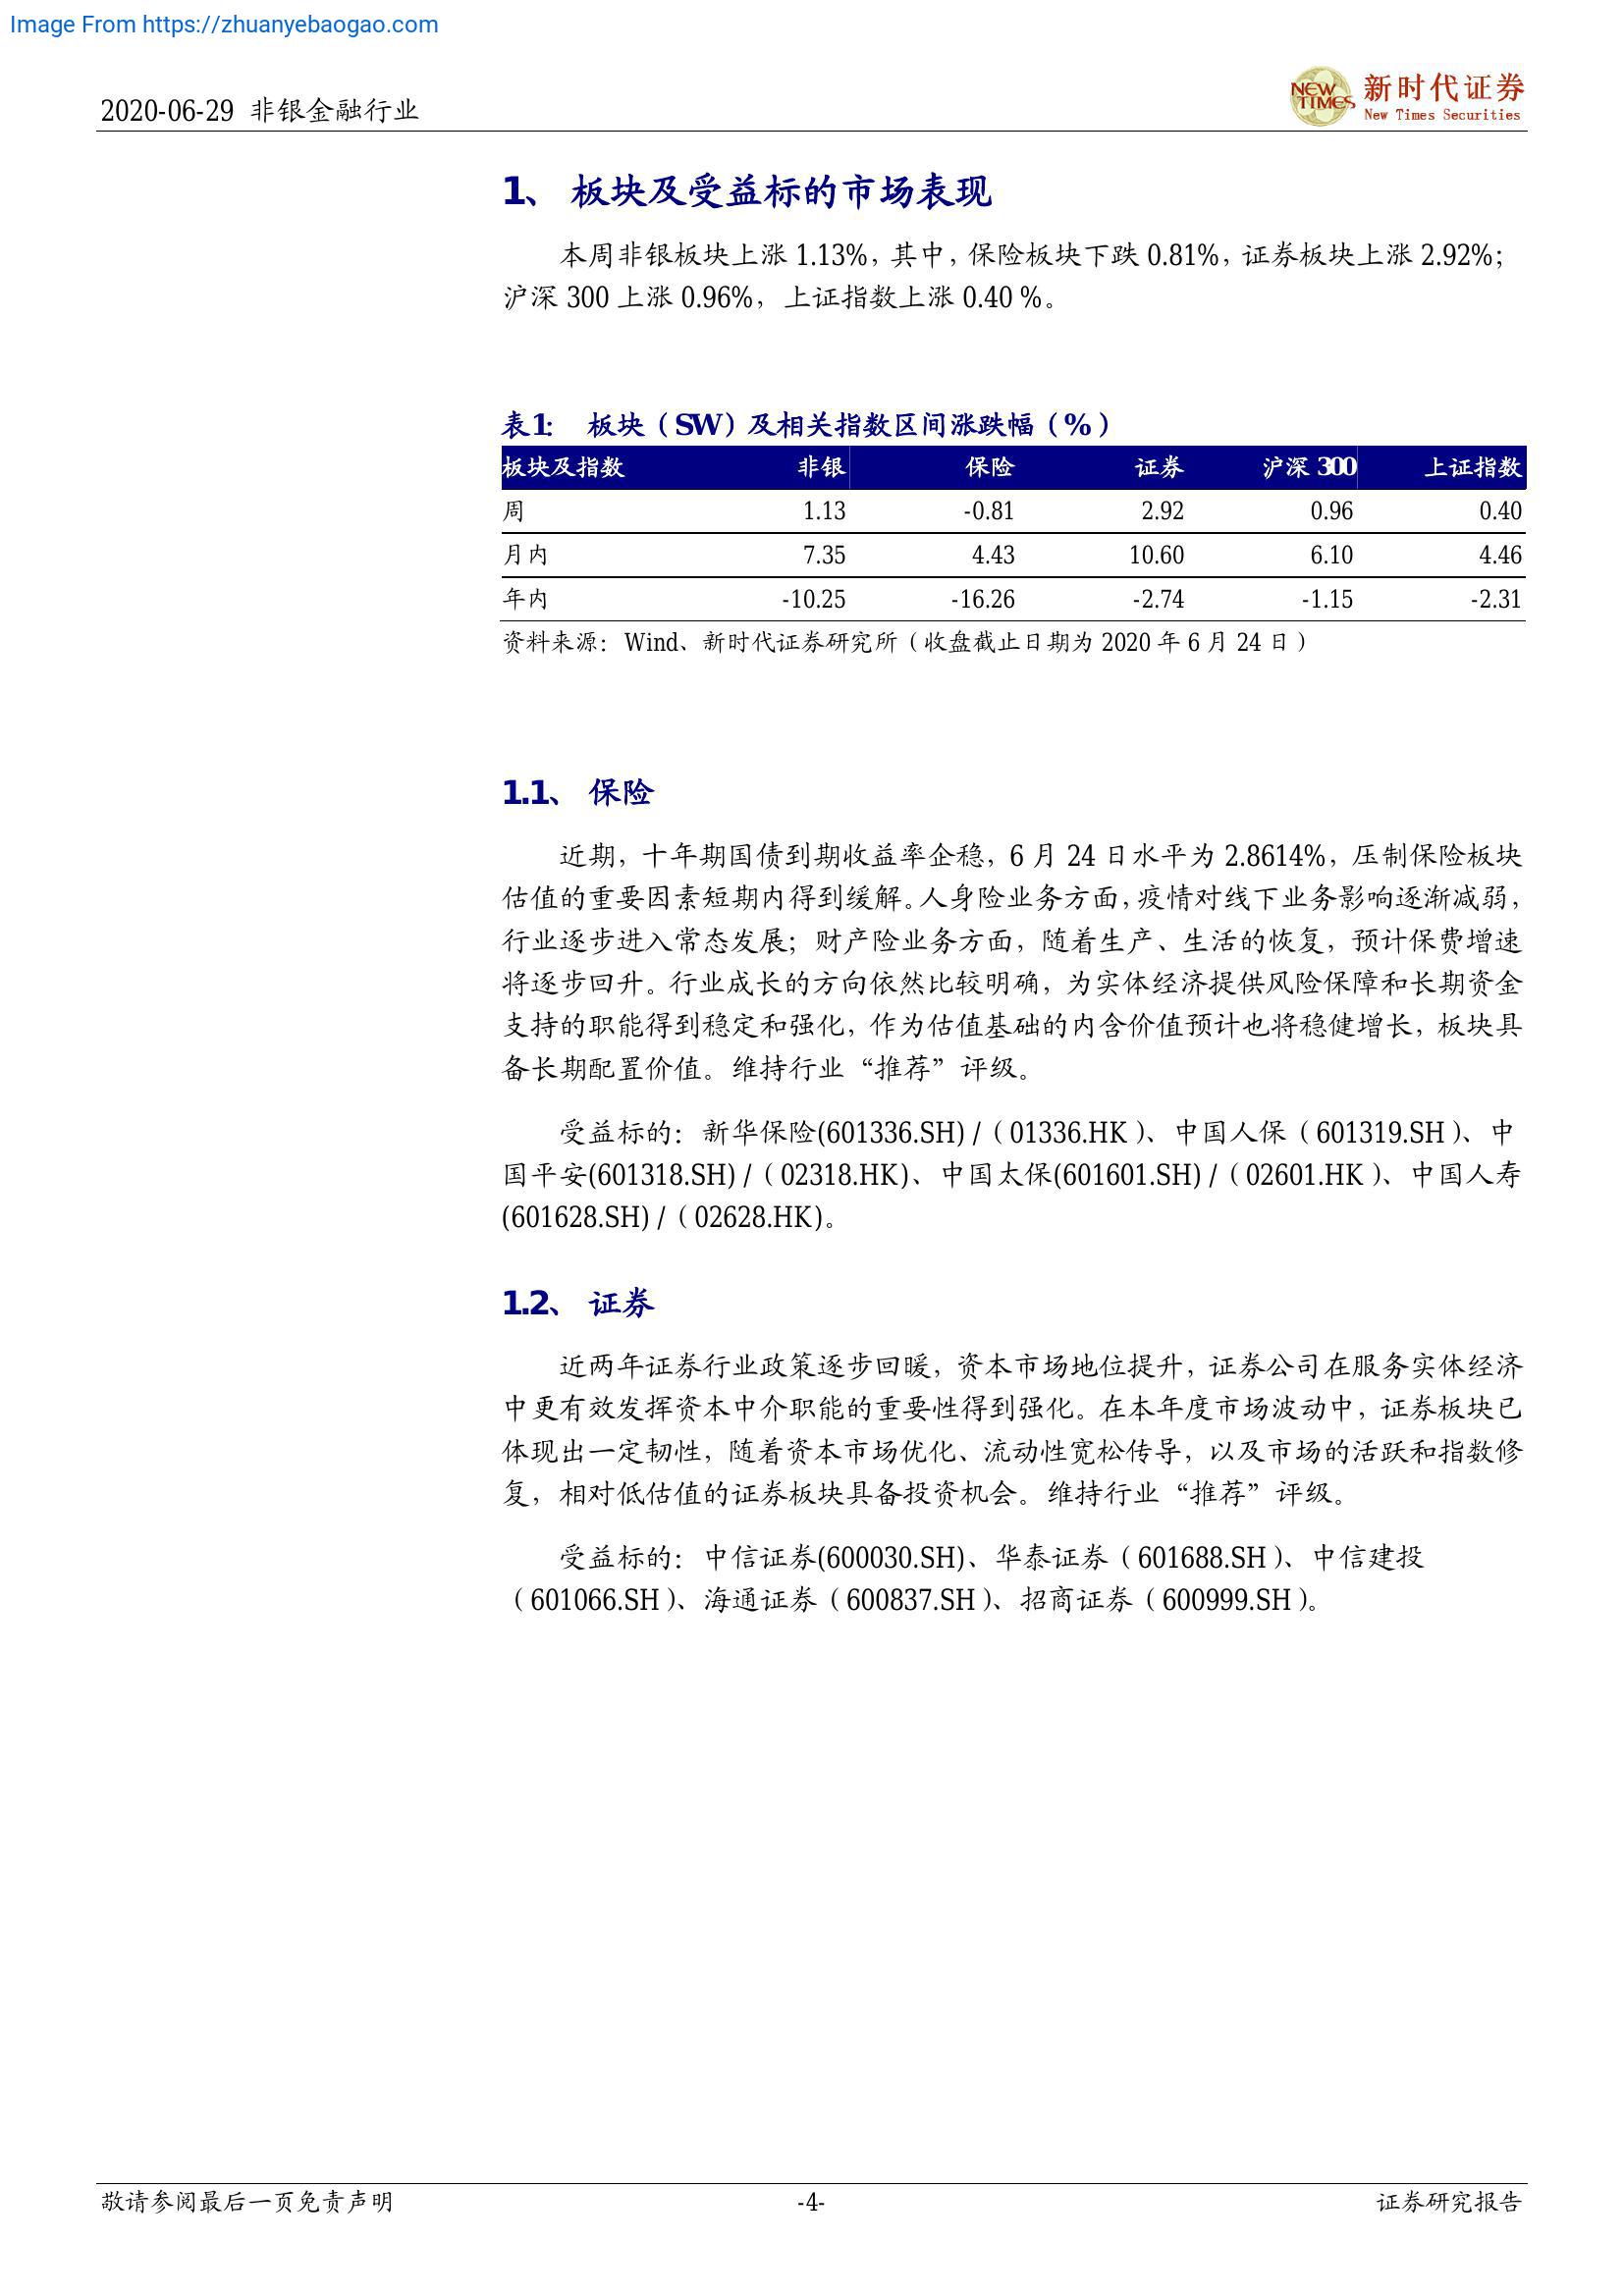 Image From https://zhuanyebaogao.com
2020-06-29 非银金融行业
NEW TIMES
新时代证券
New Times Securities
1、 板块及受益标的市场表现
本周非银板块上涨 1.13%，其中，保险板块下跌 0.81%，证券板块上涨 2.92%；
沪深 300 上涨 0.96%，上证指数上涨 0.40 %。
表1: 板块（SW）及相关指数区间涨跌幅（%）
板块及指数 非银 保险 证券 沪深 300 上证指数
周 1.13 -0.81 2.92 0.96 0.40
月内 7.35 4.43 10.60 6.10 4.46
年内 -10.25 -16.26 -2.74 -1.15 -2.31
资料来源：Wind、新时代证券研究所（收盘截止日期为 2020 年 6 月 24 日）
1.1、 保险
近期，十年期国债到期收益率企稳，6 月 24 日水平为 2.8614%，压制保险板块
估值的重要因素短期内得到缓解。人身险业务方面，疫情对线下业务影响逐渐减弱，
行业逐步进入常态发展；财产险业务方面，随着生产、生活的恢复，预计保费增速
将逐步回升。行业成长的方向依然比较明确，为实体经济提供风险保障和长期资金
支持的职能得到稳定和强化，作为估值基础的内含价值预计也将稳健增长，板块具
备长期配置价值。维持行业“推荐”评级。
受益标的：新华保险(601336.SH) /（01336.HK）、中国人保（601319.SH）、中
国平安(601318.SH) /（02318.HK)、中国太保(601601.SH) /（02601.HK）、中国人寿
(601628.SH) /（02628.HK)。
1.2、 证券
近两年证券行业政策逐步回暖，资本市场地位提升，证券公司在服务实体经济
中更有效发挥资本中介职能的重要性得到强化。在本年度市场波动中，证券板块已
体现出一定韧性，随着资本市场优化、流动性宽松传导，以及市场的活跃和指数修
复，相对低估值的证券板块具备投资机会。维持行业“推荐”评级。
受益标的：中信证券(600030.SH)、华泰证券（601688.SH）、中信建投
（601066.SH）、海通证券（600837.SH）、招商证券（600999.SH）。
敬请参阅最后一页免责声明 -4- 证券研究报告